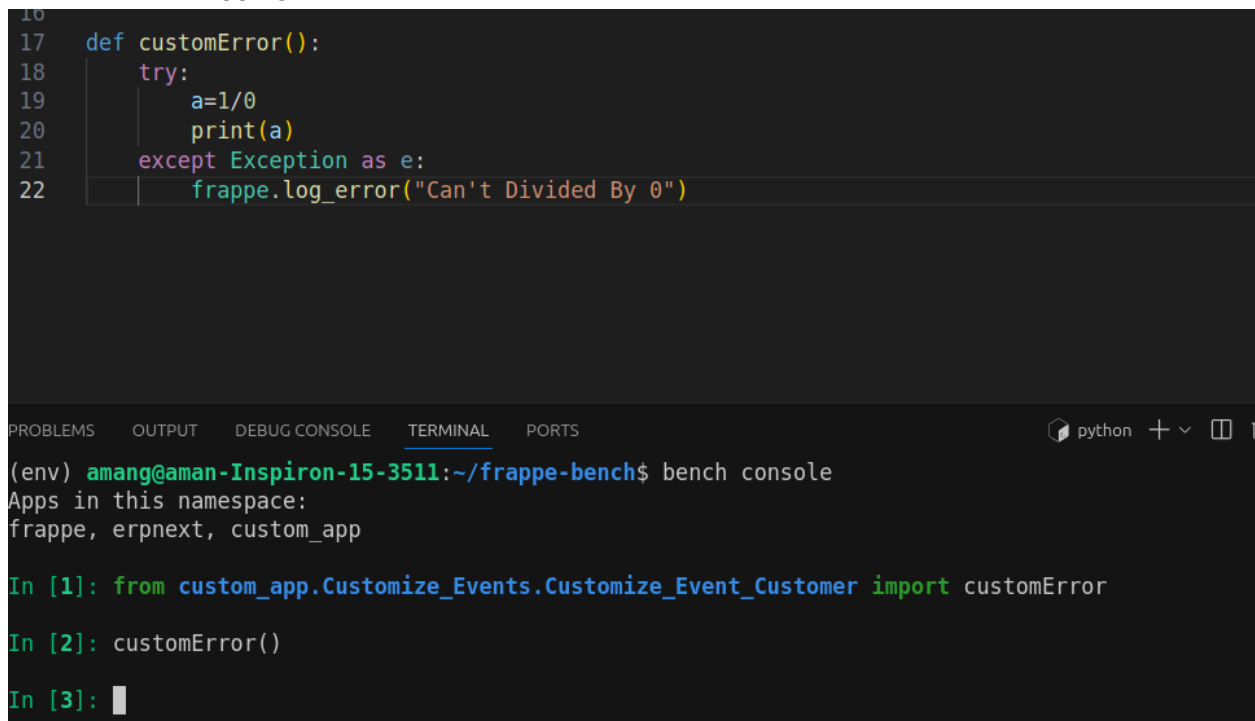 16
17 def customError():
18 try:
19 a=1/0
20 print(a)
21 except Exception as e:
22 frappe.log_error("Can't Divided By 0")
PROBLEMS OUTPUT DEBUG CONSOLE TERMINAL PORTS python
(env) amang@aman-Inspiron-15-3511:~/frappe-bench$ bench console
Apps in this namespace:
frappe, erpnext, custom_app
In [1]: from custom_app.Customize_Events.Customize_Event_Customer import customError
In [2]: customError()
In [3]: